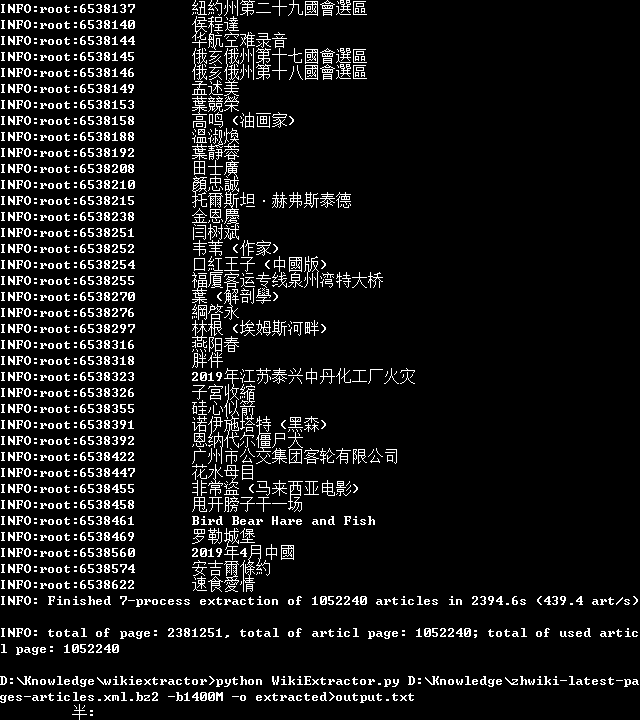 INFO:root:6538137 紐約州第二十九國會選區
INFO:root:6538140 侯程達
INFO:root:6538144 华航空难录音
INFO:root:6538145 俄亥俄州第十七國會選區
INFO:root:6538146 俄亥俄州第十八國會選區
INFO:root:6538149 孟述美
INFO:root:6538153 葉競榮
INFO:root:6538158 高鸣 (油画家)
INFO:root:6538188 溫淑煥
INFO:root:6538192 葉靜蓉
INFO:root:6538208 田士廣
INFO:root:6538210 顏忠誠
INFO:root:6538215 托爾斯坦·赫弗斯泰德
INFO:root:6538238 金恩慶
INFO:root:6538251 闫树斌
INFO:root:6538252 韦苇 (作家)
INFO:root:6538254 口紅王子 (中國版)
INFO:root:6538255 福厦客运专线泉州湾特大桥
INFO:root:6538270 葉 (解剖學)
INFO:root:6538276 綱啓永
INFO:root:6538297 林根 (埃姆斯河畔)
INFO:root:6538316 燕阳春
INFO:root:6538318 胖伴
INFO:root:6538323 2019年江苏泰兴中丹化工厂火灾
INFO:root:6538326 子宮收縮
INFO:root:6538355 硅心似箭
INFO:root:6538391 诺伊施塔特 (黑森)
INFO:root:6538392 恩纳代尔僵尸犬
INFO:root:6538422 广州市公交集团客轮有限公司
INFO:root:6538447 花水母目
INFO:root:6538455 非常盗 (马来西亚电影)
INFO:root:6538458 甩开膀子干一场
INFO:root:6538461 Bird Bear Hare and Fish
INFO:root:6538469 罗勒城堡
INFO:root:6538560 2019年4月中國
INFO:root:6538574 安吉爾條約
INFO:root:6538622 速食愛情
INFO: Finished 7-process extraction of 1052240 articles in 2394.6s (439.4 art/s)
INFO: total of page: 2381251, total of articl page: 1052240; total of used artic
l page: 1052240
D:\Knowledge\wikiextractor>python WikiExtractor.py D:\Knowledge\zhwiki-latest-pa
ges-articles.xml.bz2 -b1400M -o extracted>output.txt
半: